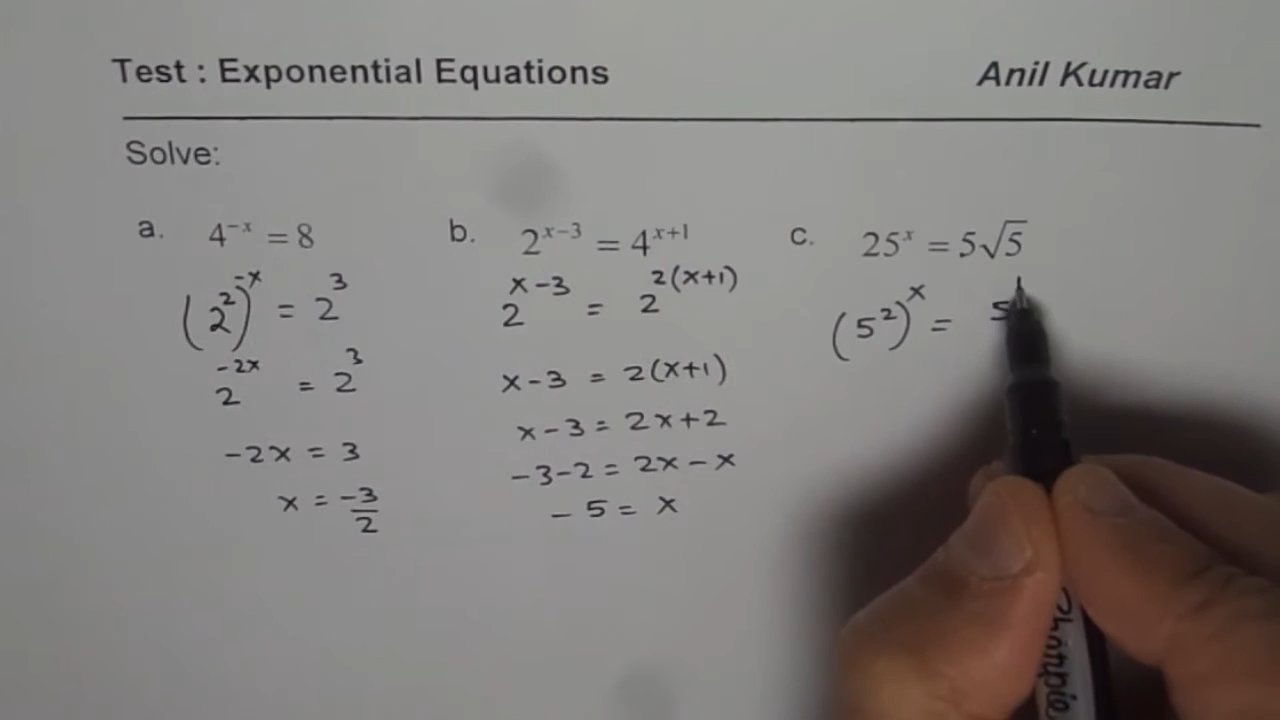 Test : Exponential Equations Anil Kumar
Solve:
a. 4^{-x} = 8
(2^2)^{-x} = 2^3
2^{-2x} = 2^3
-2x = 3
x = -3/2
b. 2^{x-3} = 4^{x+1}
2^{x-3} = 2^{2(x+1)}
x-3 = 2(x+1)
x-3 = 2x+2
-3-2 = 2x-x
-5 = x
c. 25^x = 5√5
(5^2)^x = 5